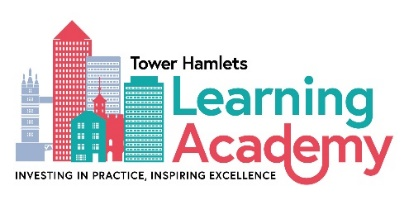 Tower Hamlets
Learning
Academy
INVESTING IN PRACTICE, INSPIRING EXCELLENCE